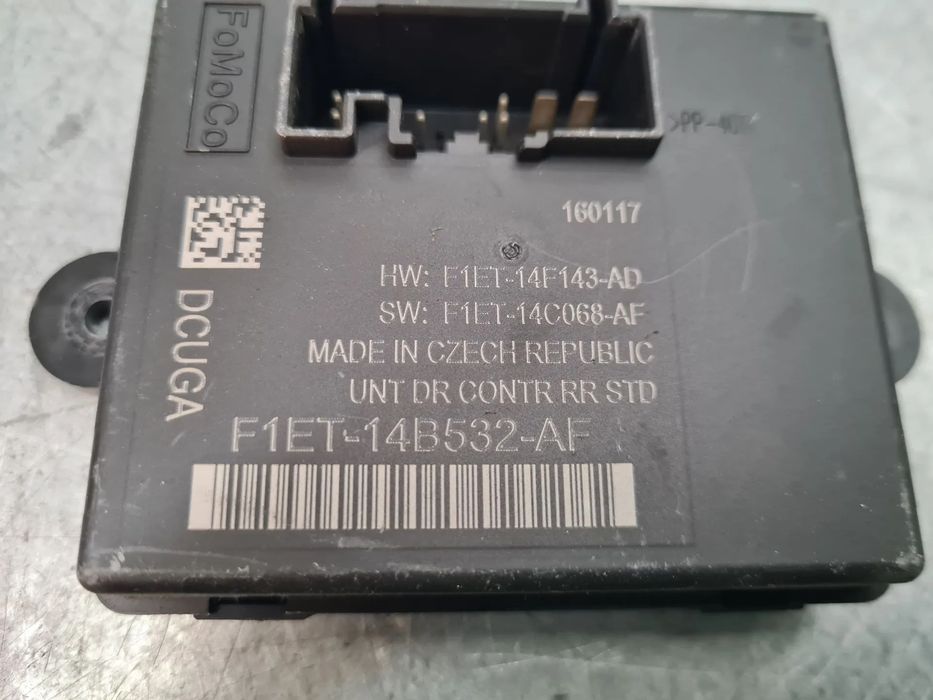 FoMoCo
160117
HW: F1ET-14F143-AD
SW: F1ET-14C068-AF
MADE IN CZECH REPUBLIC
UNT DR CONTR RR STD
DCUGA
F1ET-14B532-AF